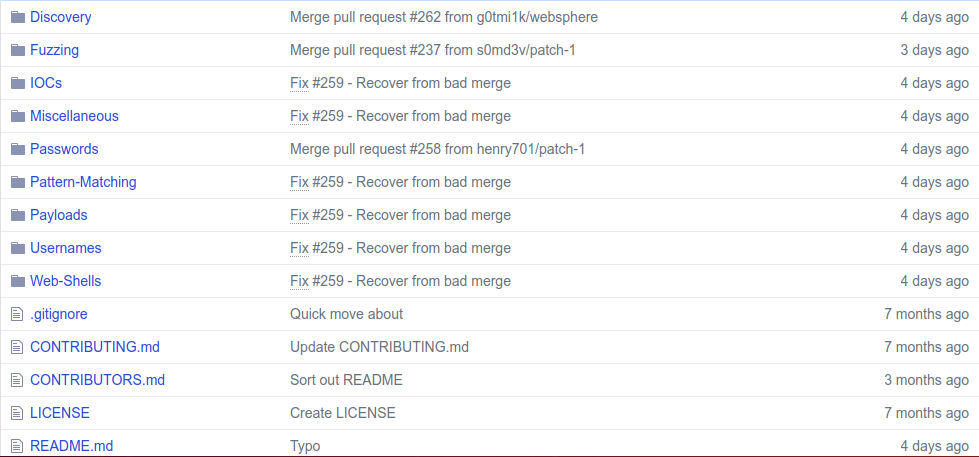 Discovery Merge pull request #262 from g0tmi1k/websphere 4 days ago
Fuzzing Merge pull request #237 from s0md3v/patch-1 3 days ago
IOCs Fix #259 - Recover from bad merge 4 days ago
Miscellaneous Fix #259 - Recover from bad merge 4 days ago
Passwords Merge pull request #258 from henry701/patch-1 4 days ago
Pattern-Matching Fix #259 - Recover from bad merge 4 days ago
Payloads Fix #259 - Recover from bad merge 4 days ago
Usernames Fix #259 - Recover from bad merge 4 days ago
Web-Shells Fix #259 - Recover from bad merge 4 days ago
.gitignore Quick move about 7 months ago
CONTRIBUTING.md Update CONTRIBUTING.md 7 months ago
CONTRIBUTORS.md Sort out README 3 months ago
LICENSE Create LICENSE 7 months ago
README.md Typo 4 days ago